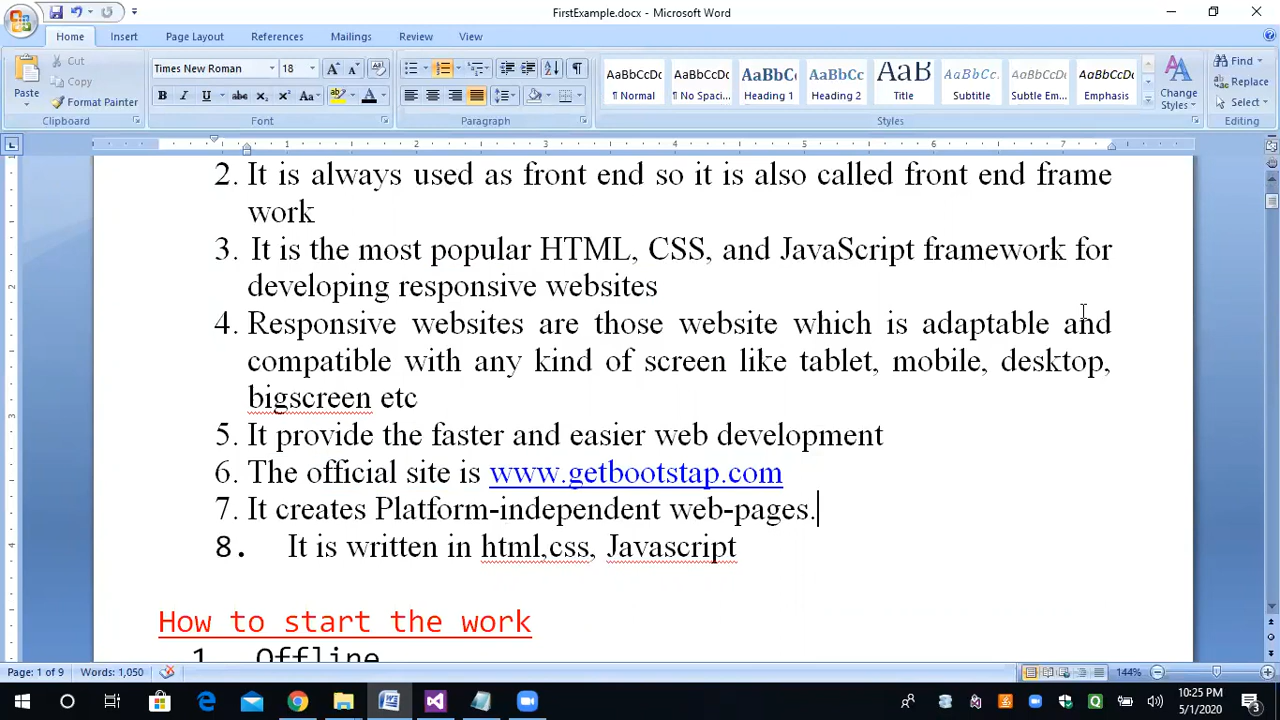 FirstExample.docx - Microsoft Word
Home Insert Page Layout References Mailings Review View
Paste
Cut
Copy
Format Painter
Clipboard
Times New Roman 18
Font
Paragraph
AaBbCcDc AaBbCcDc AaBbCc AaBbCc AaB AaBbCc. AaBbCcDc AaBbCcDc
¶ Normal ¶ No Spaci... Heading 1 Heading 2 Title Subtitle Subtle Em... Emphasis
Change Styles
Styles
Find
Replace
Select
Editing
2. It is always used as front end so it is also called front end frame
work
3. It is the most popular HTML, CSS, and JavaScript framework for
developing responsive websites
4. Responsive websites are those website which is adaptable and
compatible with any kind of screen like tablet, mobile, desktop,
bigscreen etc
5. It provide the faster and easier web development
6. The official site is www.getbootstap.com
7. It creates Platform-independent web-pages.
8. It is written in html,css, Javascript
How to start the work
1. Offline
Page: 1 of 9 Words: 1,050 144%
10:25 PM
5/1/2020